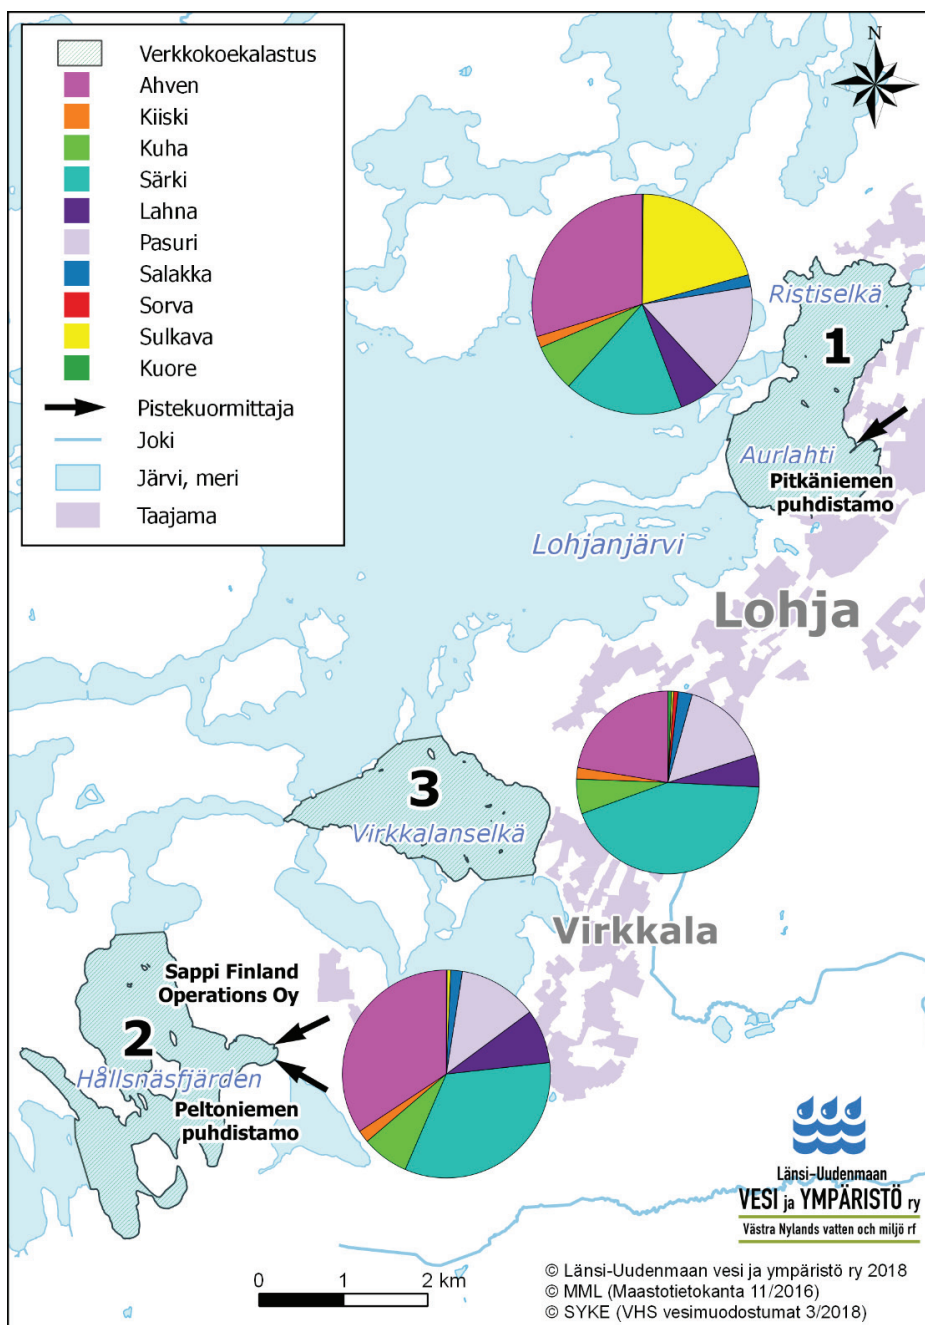 Verkkokoekalastus
Ahven
Kiiski
Kuha
Särki
Lahna
Pasuri
Salakka
Sorva
Sulkava
Kuore
Pistekuormittaja
Joki
Järvi, meri
Taajama
N
Ristiselkä
1
Aurlahti
Pitkäniemen
puhdistamo
Lohjanjärvi
Lohja
3
Virkkalanselkä
Virkkala
Sappi Finland
Operations Oy
2
Hållsnäsfjärden
Peltoniemen
puhdistamo
Länsi-Uudenmaan
VESI ja YMPÄRISTÖ ry
Västra Nylands vatten och miljö rf
0 1 2 km
© Länsi-Uudenmaan vesi ja ympäristö ry 2018
© MML (Maastotietokanta 11/2016)
© SYKE (VHS vesimuodostumat 3/2018)